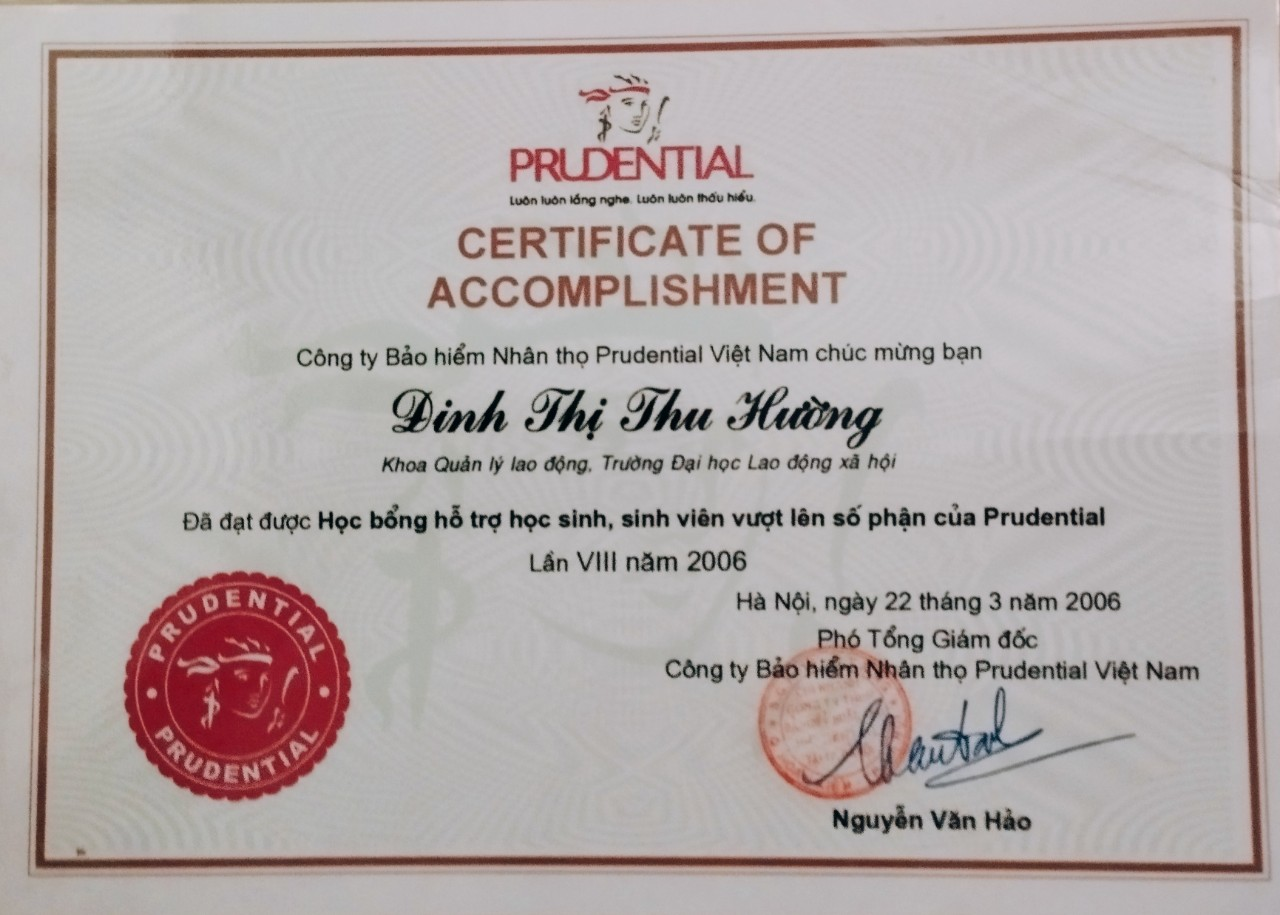 PRUDENTIAL
Luôn luôn lắng nghe. Luôn luôn thấu hiểu.
CERTIFICATE OF
ACCOMPLISHMENT
Công ty Bảo hiểm Nhân thọ Prudential Việt Nam chúc mừng bạn
Đinh Thị Thu Hường
Khoa Quản lý lao động, Trường Đại học Lao động xã hội
Đã đạt được Học bổng hỗ trợ học sinh, sinh viên vượt lên số phận của Prudential
Lần VIII năm 2006
Hà Nội, ngày 22 tháng 3 năm 2006
Phó Tổng Giám đốc
Công ty Bảo hiểm Nhân thọ Prudential Việt Nam
PRUDENTIAL
PRUDENTIAL
Nguyễn Văn Hảo